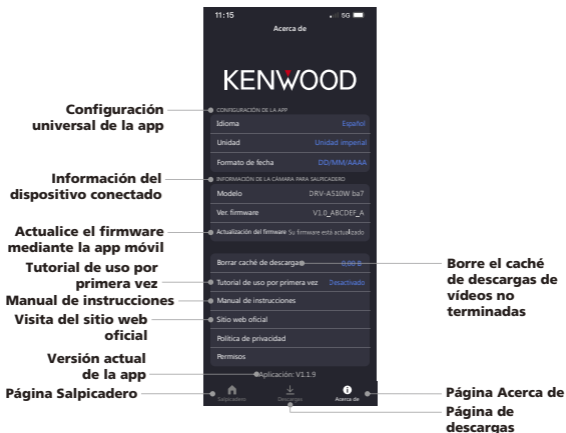 11:15
5G
Acerca de
KENWOOD
CONFIGURACIÓN DE LA APP
Idioma
Español
Unidad
Unidad imperial
Formato de fecha
DD/MM/AAAA
INFORMACIÓN DE LA CÁMARA PARA SALPICADERO
Modelo
DRV-A510W ba7
Ver. firmware
V1.0_ABCDEF_A
Actualización del firmware
Su firmware está actualizado
Borrar caché de descargas
0,00 B
Tutorial de uso por primera vez
Desactivado
Manual de instrucciones
Sitio web oficial
Política de privacidad
Permisos
Aplicación: V1.1.9
Salpicadero
Descargas
Acerca de
Configuración
universal de la app
Información del
dispositivo conectado
Actualice el firmware
mediante la app móvil
Tutorial de uso por
primera vez
Manual de instrucciones
Visita del sitio web
oficial
Versión actual
de la app
Página Salpicadero
Borre el caché
de descargas de
vídeos no
terminadas
Página Acerca de
Página de
descargas